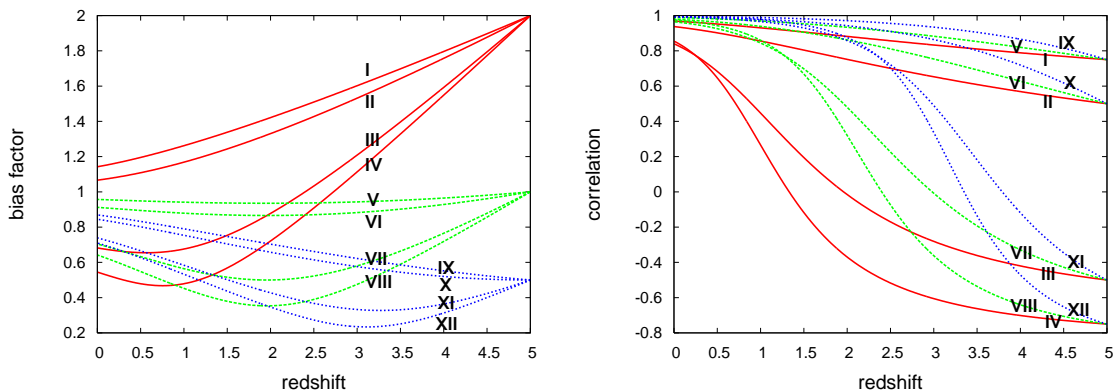 bias factor
2
1.8
1.6
1.4
1.2
1
0.8
0.6
0.4
0.2
I
II
III
IV
V
VI
VII
VIII
IX
X
XI
XII
0 0.5 1 1.5 2 2.5 3 3.5 4 4.5 5
redshift
correlation
1
0.8
0.6
0.4
0.2
0
-0.2
-0.4
-0.6
-0.8
V IX
I
VI X
II
VII XI
III
VIII XII
IV
0 0.5 1 1.5 2 2.5 3 3.5 4 4.5 5
redshift